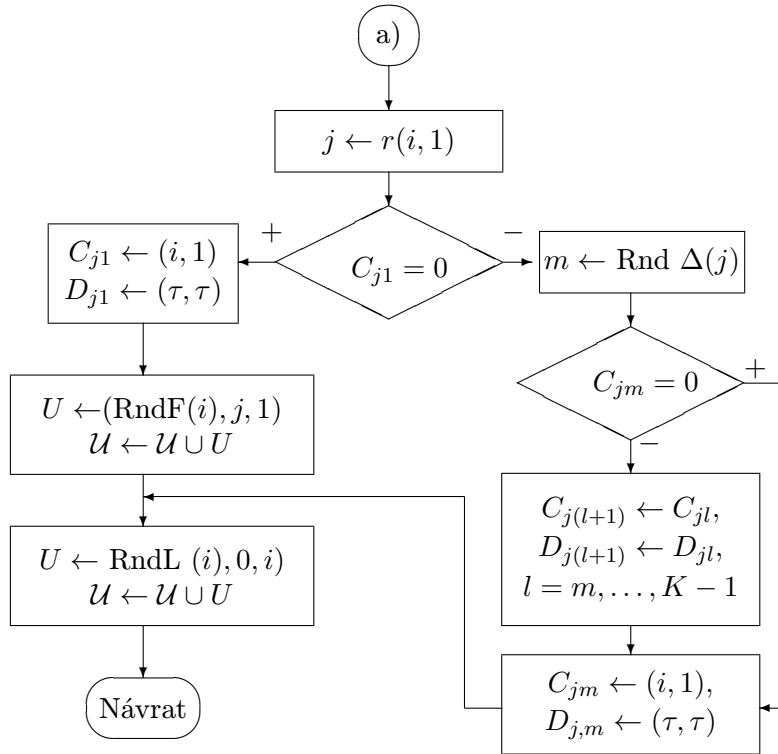 a)
j ← r(i, 1)
+
−
C_{j1} ← (i, 1)
D_{j1} ← (τ, τ)
C_{j1} = 0
m ← Rnd Δ(j)
U ←(RndF(i), j, 1)
𝒰 ← 𝒰 ∪ U
C_{jm} = 0
+
−
U ← RndL (i), 0, i)
𝒰 ← 𝒰 ∪ U
C_{j(l+1)} ← C_{jl},
D_{j(l+1)} ← D_{jl},
l = m, . . . , K − 1
Návrat
C_{jm} ← (i, 1),
D_{j,m} ← (τ, τ)